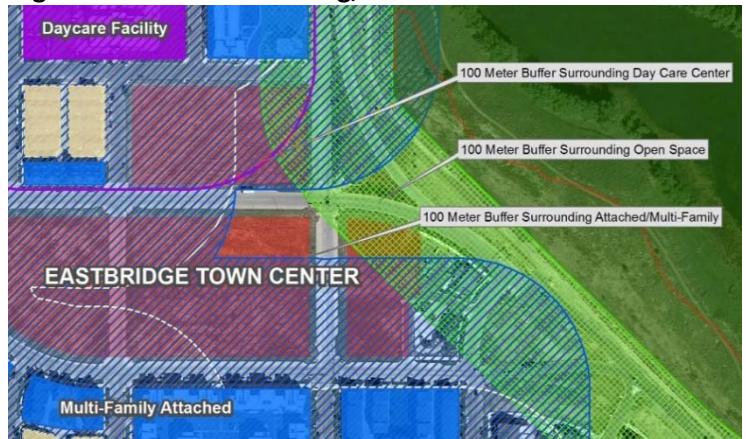 Daycare Facility
100 Meter Buffer Surrounding Day Care Center
100 Meter Buffer Surrounding Open Space
100 Meter Buffer Surrounding Attached/Multi-Family
EASTBRIDGE TOWN CENTER
Multi-Family Attached